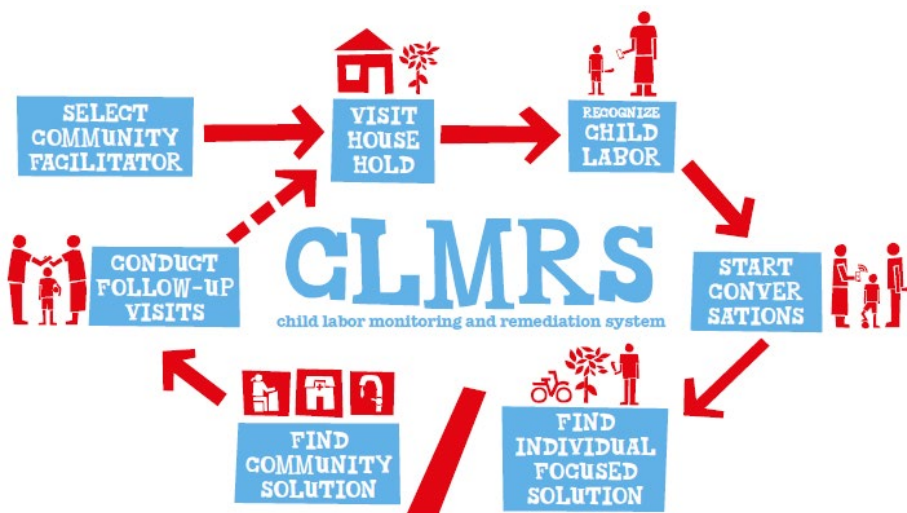 SELECT
COMMUNITY
FACILITATOR
VISIT
HOUSE
HOLD
RECOGNIZE
CHILD
LABOR
START
CONVER
SATIONS
FIND
INDIVIDUAL
FOCUSED
SOLUTION
FIND
COMMUNITY
SOLUTION
CONDUCT
FOLLOW-UP
VISITS
CLMRS
child labor monitoring and remediation system